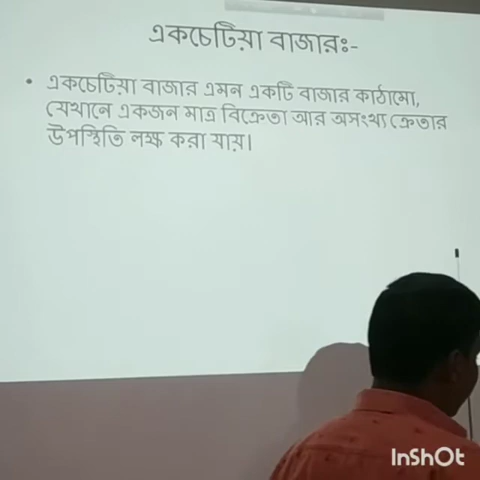 একচেটিয়া বাজারঃ-
• একচেটিয়া বাজার এমন একটি বাজার কাঠামো,
যেখানে একজন মাত্র বিক্রেতা আর অসংখ্য ক্রেতার
উপস্থিতি লক্ষ করা যায়।
InShOt